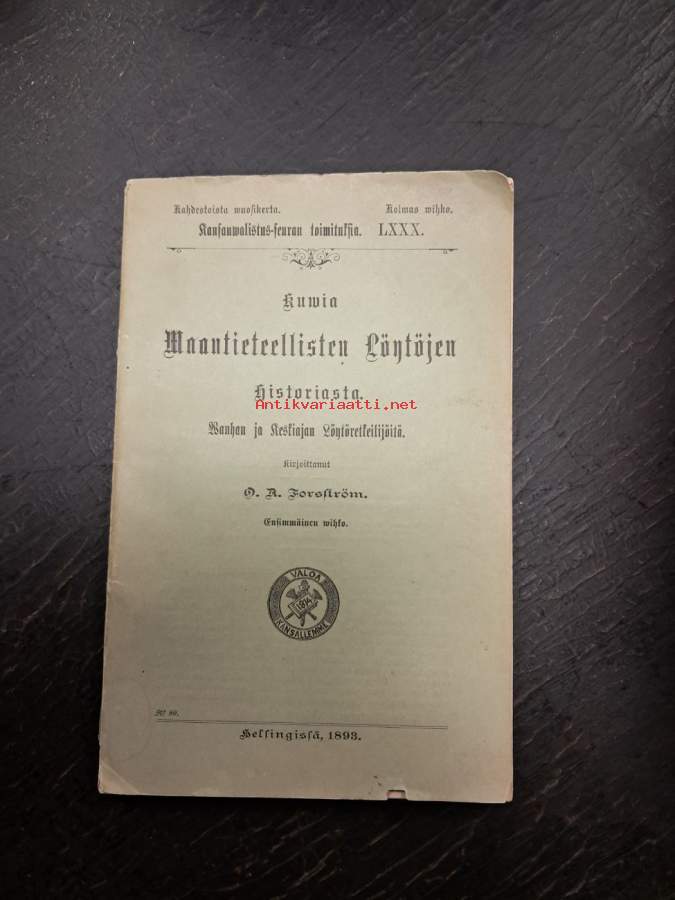 Kahdestoista wuosikerta. Kolmas wihko.
Kansanwalistus-seuran toimituksia. LXXX.
Kuwia
Maantieteellisten Löytöjen
Historiasta.
Antikvariaatti.net
Wanhan ja Keskiajan Löytöretkeilijöitä.
Kirjoittanut
O. A. Forsström.
Ensimmäinen wihko.
VALOA
1874
KANSALLEMME
Helsingissä, 1893.